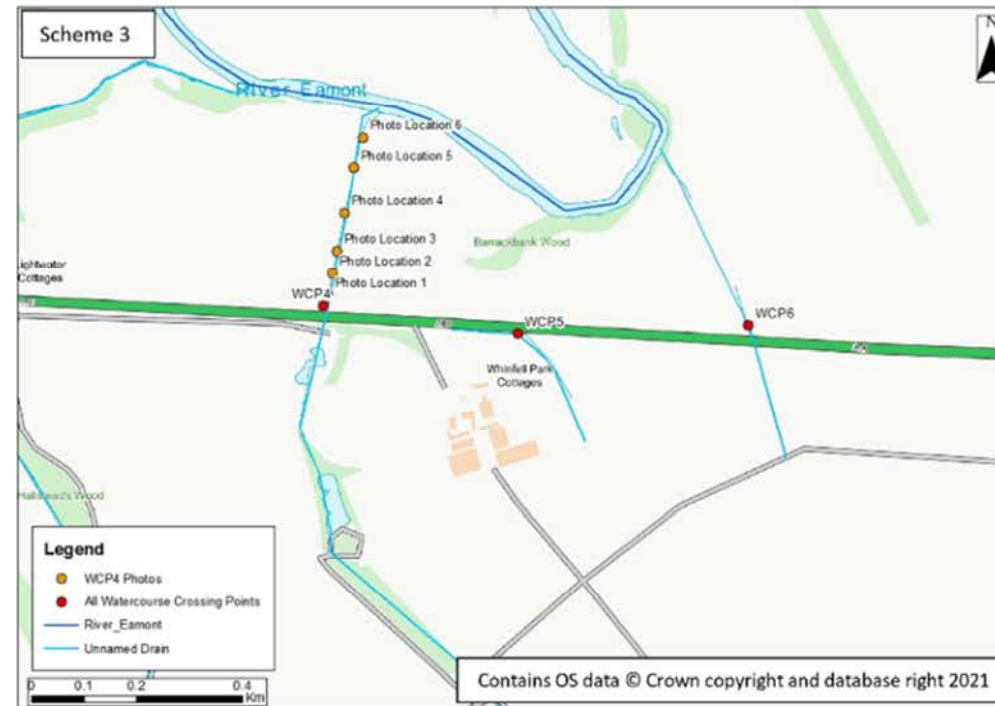 Scheme 3
N
River_Eamont
Photo Location 6
Photo Location 5
Photo Location 4
Photo Location 3
Photo Location 2
Photo Location 1
Barrackbank Wood
Lightwater
Cottages
WCP4
WCP5
WCP6
Whinfell Park
Cottages
Legend
WCP4 Photos
All Watercourse Crossing Points
River_Eamont
Unnamed Drain
0 0.1 0.2 0.4
Km
Contains OS data © Crown copyright and database right 2021